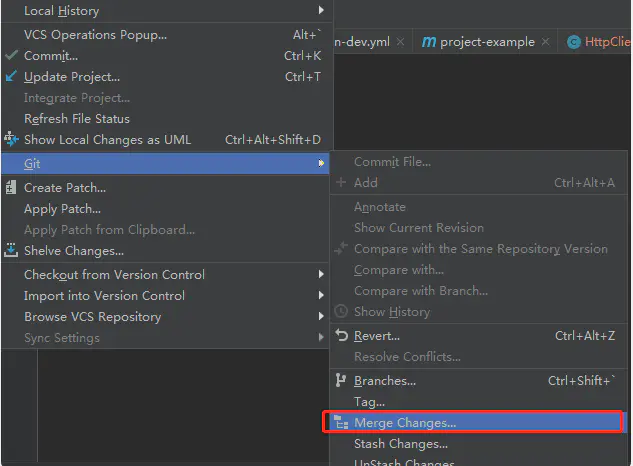 Local History
VCS Operations Popup... Alt+`
Commit... Ctrl+K
Update Project... Ctrl+T
Integrate Project...
Refresh File Status
Show Local Changes as UML Ctrl+Alt+Shift+D
Git
Create Patch...
Apply Patch...
Apply Patch from Clipboard...
Shelve Changes...
Checkout from Version Control
Import into Version Control
Browse VCS Repository
Sync Settings
n-dev.yml project-example HttpClie
Commit File...
Add Ctrl+Alt+A
Annotate
Show Current Revision
Compare with the Same Repository Version
Compare with...
Compare with Branch...
Show History
Revert... Ctrl+Alt+Z
Resolve Conflicts...
Branches... Ctrl+Shift+`
Tag...
Merge Changes...
Stash Changes...
UnStash Changes